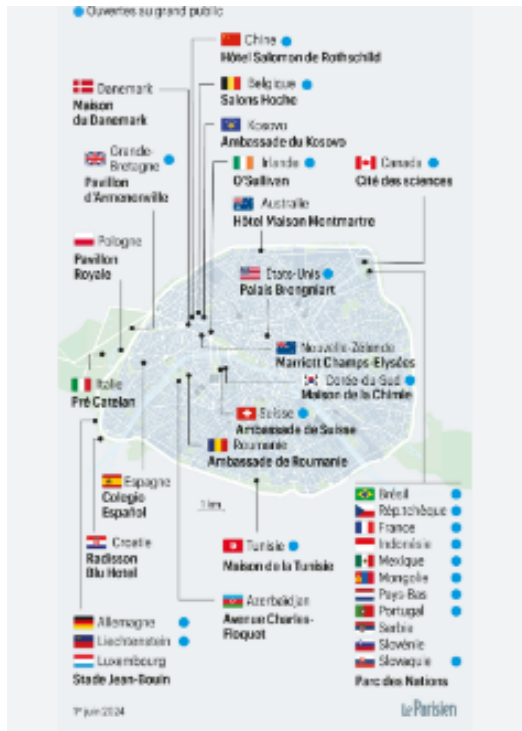 Ouvertes au grand public
Chine
Hôtel Salomon de Rothschild
Danemark
Maison
du Danemark
Belgique
Salons Hoche
Kosovo
Ambassade du Kosovo
Grande-
Bretagne
Pavillon
d'Armenonville
Irlande
O'Sullivan
Canada
Cité des sciences
Australie
Hôtel Maison Montmartre
Pologne
Pavillon
Royale
États-Unis
Palais Brongniart
Nouvelle-Zélande
Marriott Champs-Elysées
Italie
Pré Catelan
Corée-du-Sud
Maison de la Chimie
Suisse
Ambassade de Suisse
Roumanie
Ambassade de Roumanie
Espagne
Colegio
Español
1 km
Croatie
Radisson
Blu Hotel
Tunisie
Maison de la Tunisie
Azerbaïdjan
Avenue Charles-
Floquet
Allemagne
Liechtenstein
Luxembourg
Stade Jean-Bouin
Brésil
Rép.tchèque
France
Indonésie
Mexique
Mongolie
Pays-Bas
Portugal
Serbie
Slovénie
Slovaquie
Parc des Nations
1er juin 2024
Le Parisien